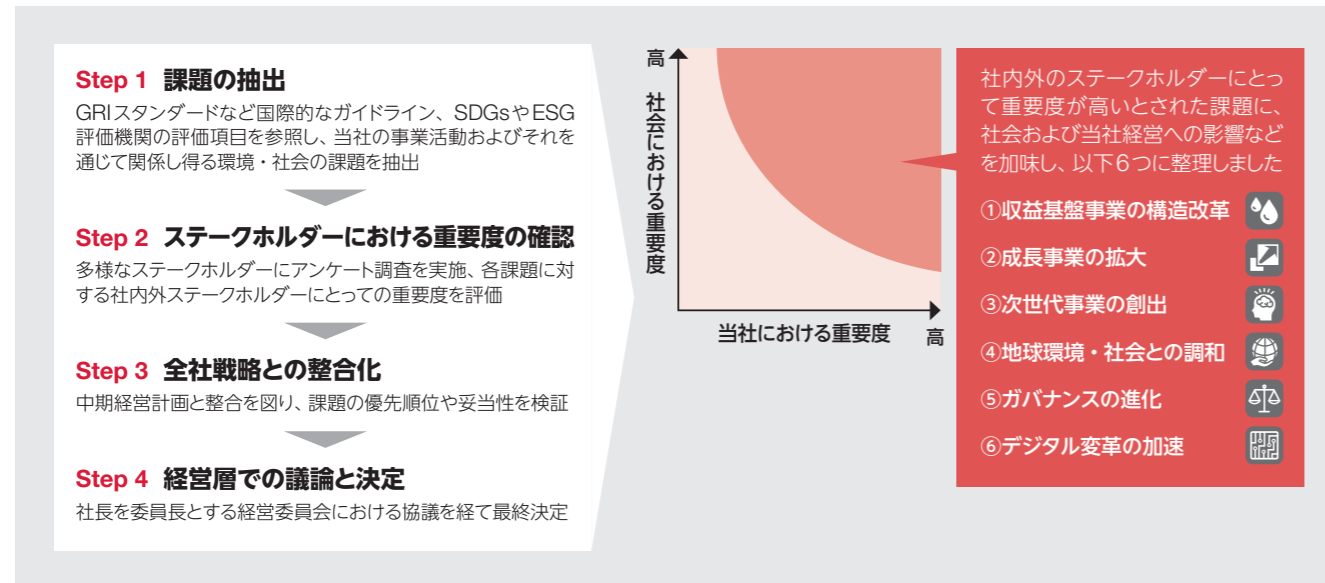 Step 1 課題の抽出
GRIスタンダードなど国際的なガイドライン、SDGsやESG
評価機関の評価項目を参照し、当社の事業活動およびそれを
通じて関係し得る環境・社会の課題を抽出
Step 2 ステークホルダーにおける重要度の確認
多様なステークホルダーにアンケート調査を実施、各課題に対
する社内外ステークホルダーにとっての重要度を評価
Step 3 全社戦略との整合化
中期経営計画と整合を図り、課題の優先順位や妥当性を検証
Step 4 経営層での議論と決定
社長を委員長とする経営委員会における協議を経て最終決定
高
社会における重要度
当社における重要度
高
社内外のステークホルダーにとっ
て重要度が高いとされた課題に、
社会および当社経営への影響など
を加味し、以下6つに整理しました
①収益基盤事業の構造改革
②成長事業の拡大
③次世代事業の創出
④地球環境・社会との調和
⑤ガバナンスの進化
⑥デジタル変革の加速